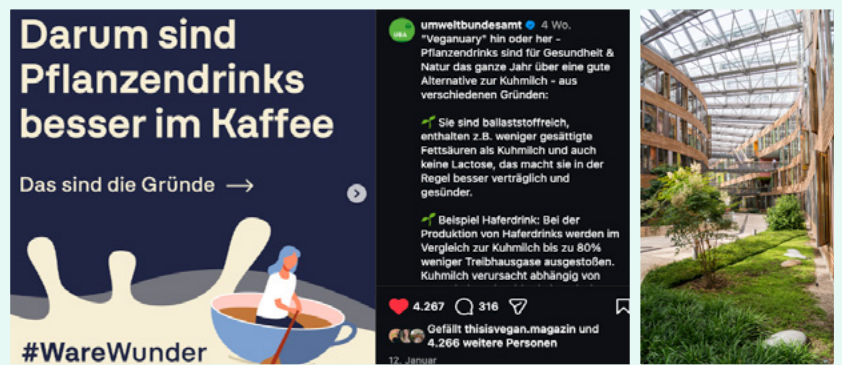 Darum sind
Pflanzendrinks
besser im Kaffee
Das sind die Gründe →
#WareWunder
UBA
umweltbundesamt 4 Wo.
"Veganuary" hin oder her –
Pflanzendrinks sind für Gesundheit &
Natur das ganze Jahr über eine gute
Alternative zur Kuhmilch - aus
verschiedenen Gründen:
🌱 Sie sind ballaststoffreich,
enthalten z.B. weniger gesättigte
Fettsäuren als Kuhmilch und auch
keine Lactose, das macht sie in der
Regel besser verträglich und
gesünder.
🌱 Beispiel Haferdrink: Bei der
Produktion von Haferdrinks werden im
Vergleich zur Kuhmilch bis zu 80%
weniger Treibhausgase ausgestoßen.
Kuhmilch verursacht abhängig von
4.267 316
Gefällt thisisvegan.magazin und
4.266 weitere Personen
12. Januar